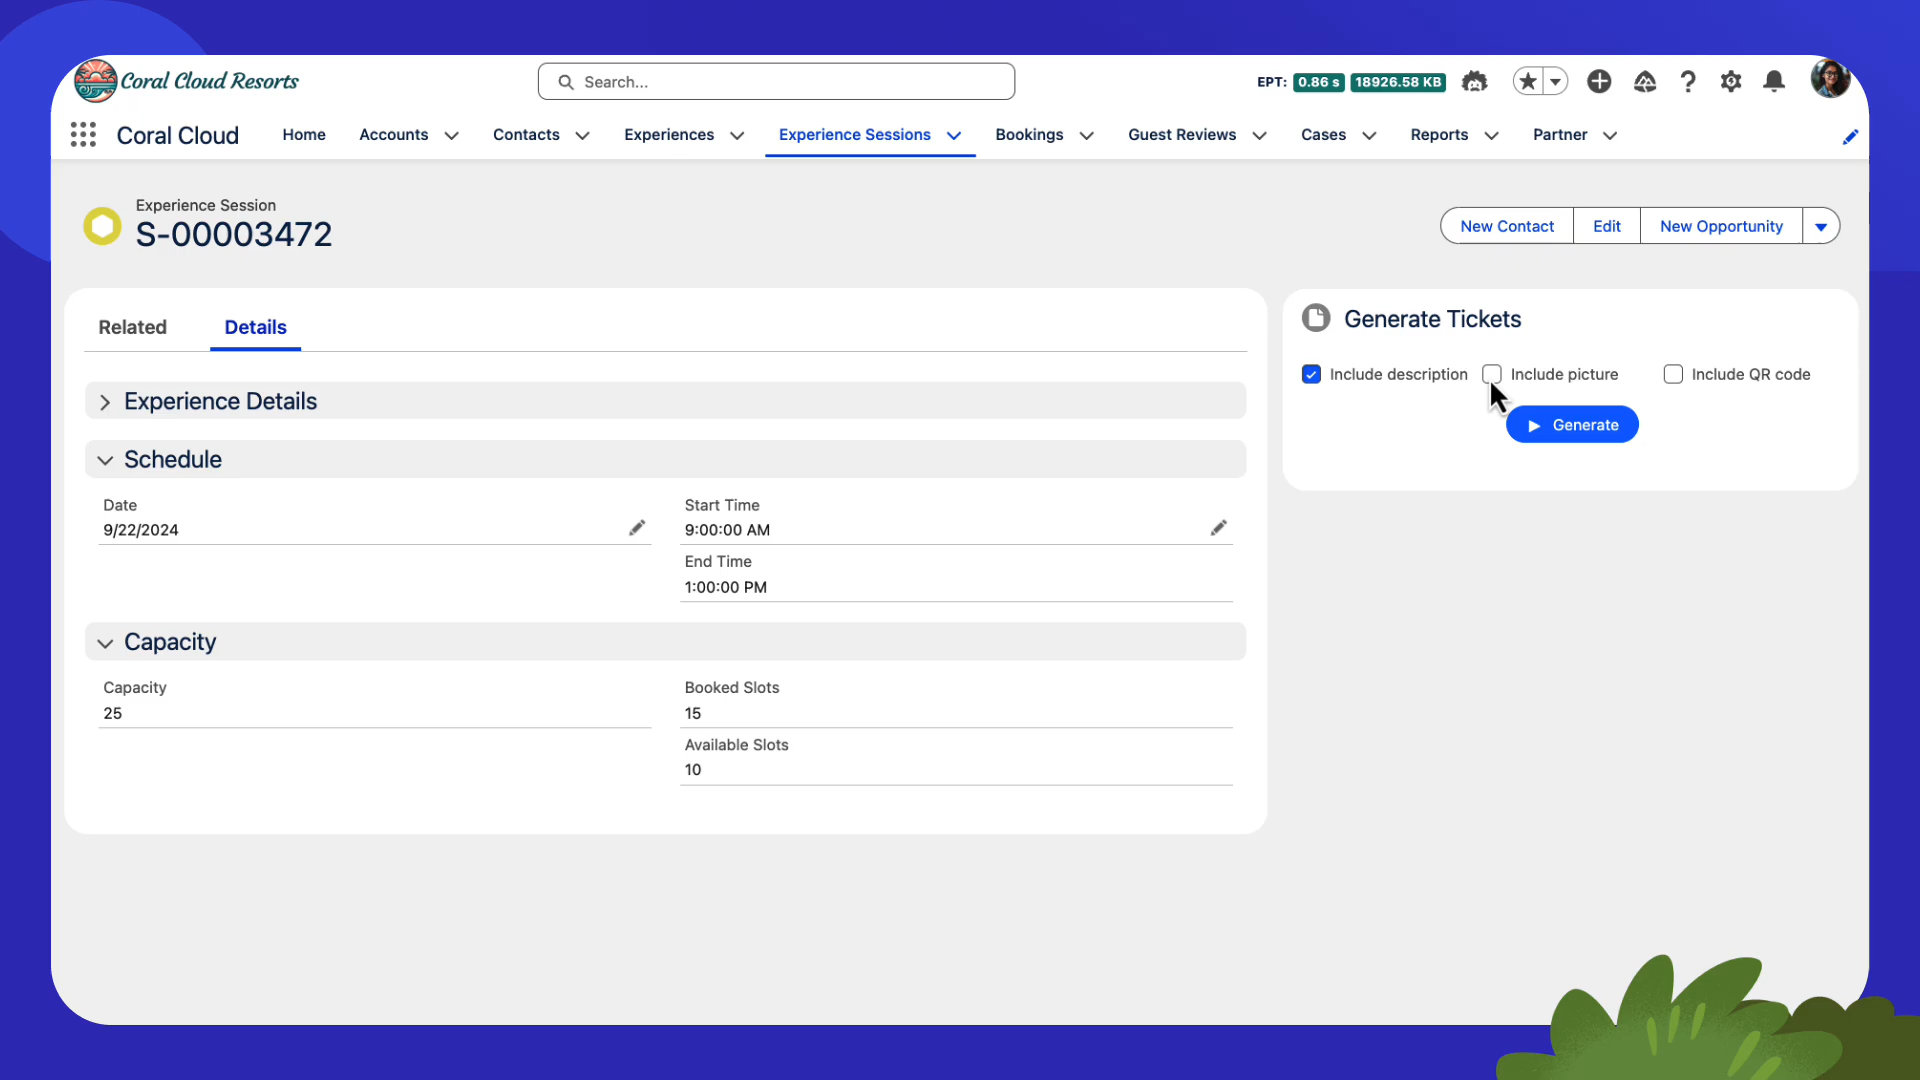 Coral Cloud Resorts
Search...
EPT: 0.86 s 18926.58 KB
Coral Cloud
Home
Accounts
Contacts
Experiences
Experience Sessions
Bookings
Guest Reviews
Cases
Reports
Partner
Experience Session
S-00003472
New Contact
Edit
New Opportunity
Related
Details
Experience Details
Schedule
Date
9/22/2024
Start Time
9:00:00 AM
End Time
1:00:00 PM
Capacity
Capacity
25
Booked Slots
15
Available Slots
10
Generate Tickets
Include description
Include picture
Include QR code
Generate